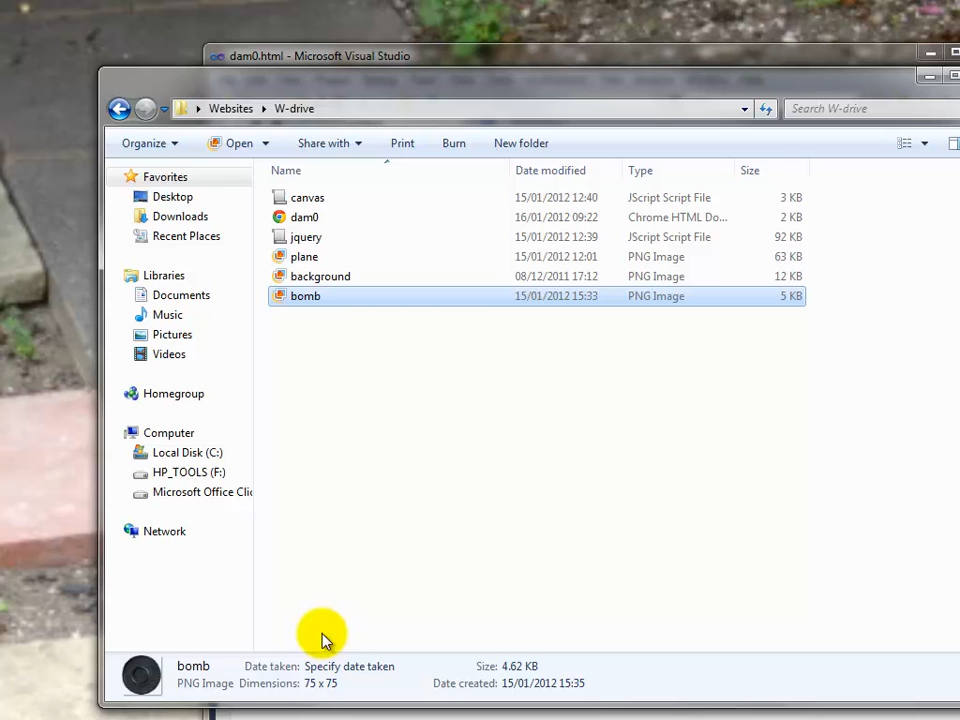 dam0.html - Microsoft Visual Studio
Websites W-drive
Search W-drive
Organize Open Share with Print Burn New folder
Name Date modified Type Size
canvas 15/01/2012 12:40 JScript Script File 3 KB
dam0 16/01/2012 09:22 Chrome HTML Do... 2 KB
jquery 15/01/2012 12:39 JScript Script File 92 KB
plane 15/01/2012 12:01 PNG Image 63 KB
background 08/12/2011 17:12 PNG Image 12 KB
bomb 15/01/2012 15:33 PNG Image 5 KB
Favorites
Desktop
Downloads
Recent Places
Libraries
Documents
Music
Pictures
Videos
Homegroup
Computer
Local Disk (C:)
HP_TOOLS (F:)
Microsoft Office Clic
Network
bomb Date taken: Specify date taken Size: 4.62 KB
PNG Image Dimensions: 75 x 75 Date created: 15/01/2012 15:35